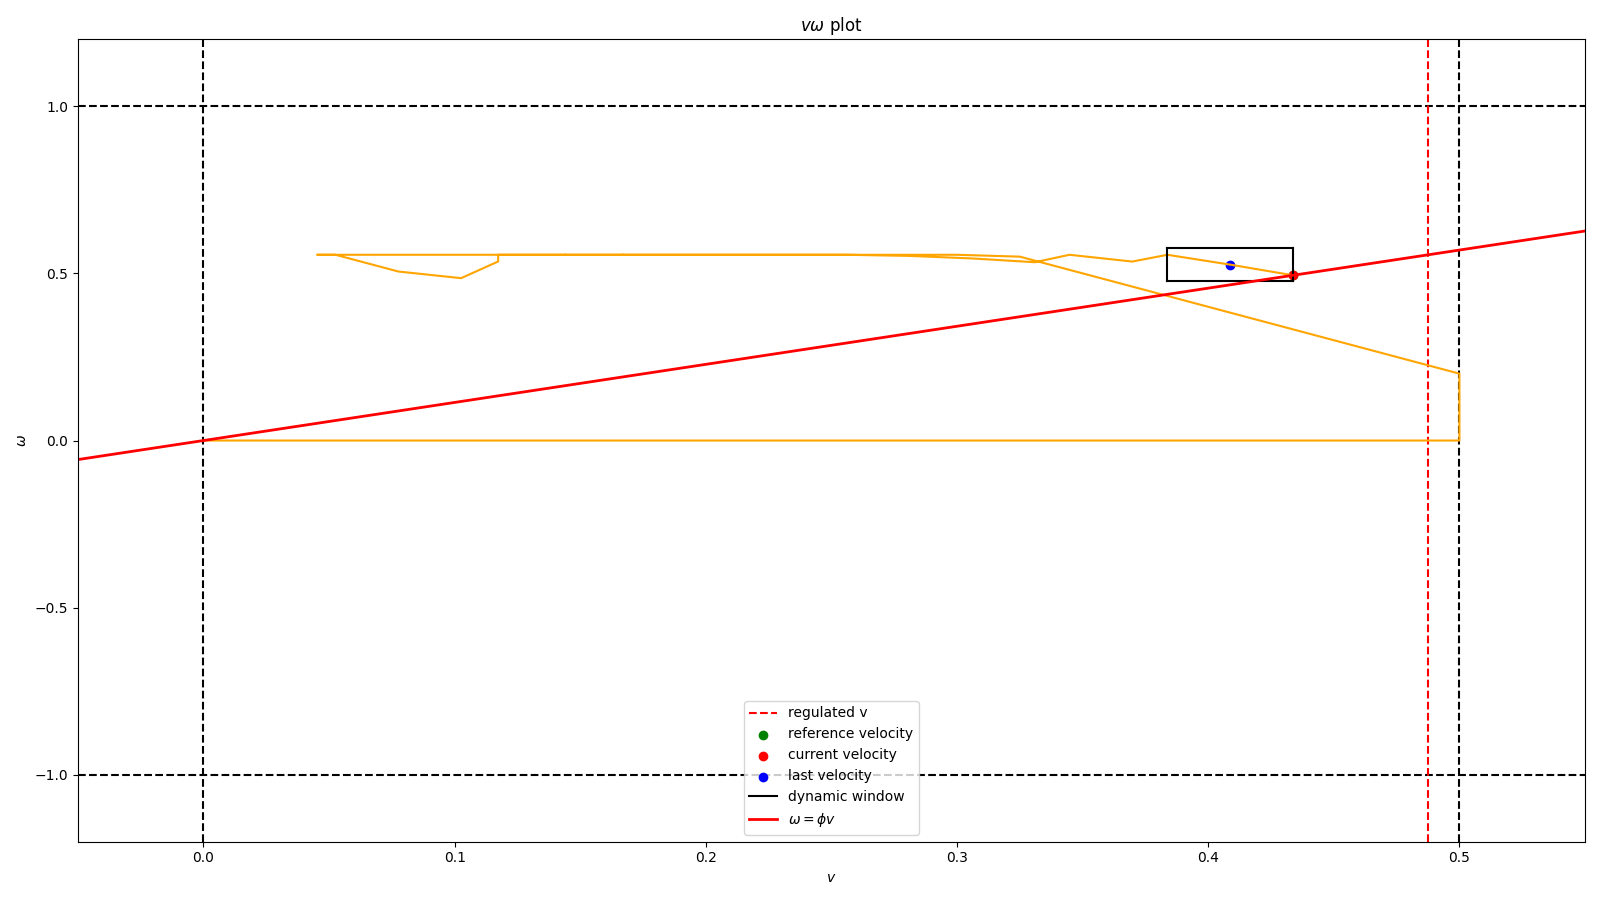 vω plot
1.0
0.5
0.0
−0.5
−1.0
ω
0.0 0.1 0.2 0.3 0.4 0.5
v
regulated v
reference velocity
current velocity
last velocity
dynamic window
ω = ϕv